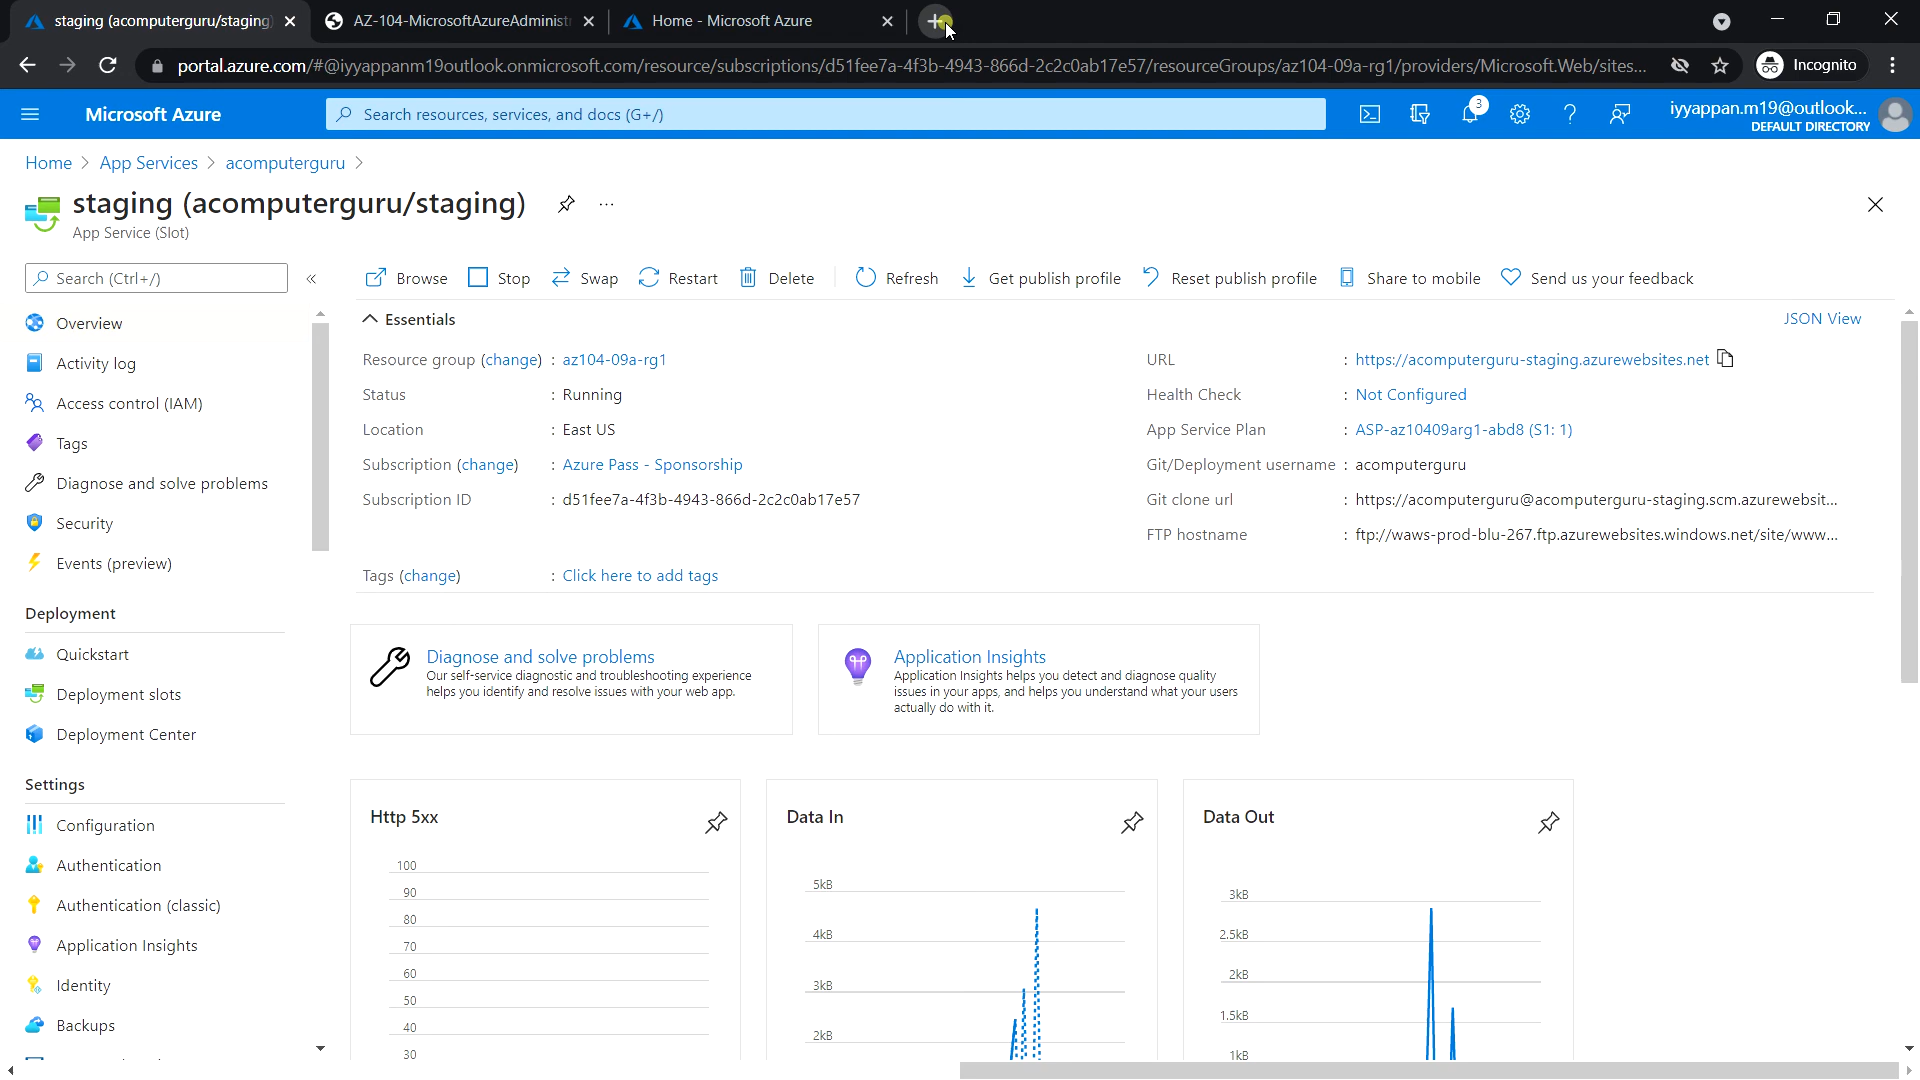 staging (acomputerguru/staging)
AZ-104-MicrosoftAzureAdministr
Home - Microsoft Azure
portal.azure.com/#@iyyappanm19outlook.onmicrosoft.com/resource/subscriptions/d51fee7a-4f3b-4943-866d-2c2c0ab17e57/resourceGroups/az104-09a-rg1/providers/Microsoft.Web/sites...
Incognito
Microsoft Azure
Search resources, services, and docs (G+/)
3
iyyappan.m19@outlook...
DEFAULT DIRECTORY
Home > App Services > acomputerguru >
staging (acomputerguru/staging)
...
App Service (Slot)
Search (Ctrl+/)
«
Browse Stop Swap Restart Delete Refresh Get publish profile Reset publish profile Share to mobile Send us your feedback
Overview
Activity log
Access control (IAM)
Tags
Diagnose and solve problems
Security
Events (preview)
Deployment
Quickstart
Deployment slots
Deployment Center
Settings
Configuration
Authentication
Authentication (classic)
Application Insights
Identity
Backups
Essentials
JSON View
Resource group (change) : az104-09a-rg1
Status : Running
Location : East US
Subscription (change) : Azure Pass - Sponsorship
Subscription ID : d51fee7a-4f3b-4943-866d-2c2c0ab17e57
URL : https://acomputerguru-staging.azurewebsites.net
Health Check : Not Configured
App Service Plan : ASP-az10409arg1-abd8 (S1: 1)
Git/Deployment username : acomputerguru
Git clone url : https://acomputerguru@acomputerguru-staging.scm.azurewebsit...
FTP hostname : ftp://waws-prod-blu-267.ftp.azurewebsites.windows.net/site/www...
Tags (change) : Click here to add tags
Diagnose and solve problems
Our self-service diagnostic and troubleshooting experience
helps you identify and resolve issues with your web app.
Application Insights
Application Insights helps you detect and diagnose quality
issues in your apps, and helps you understand what your users
actually do with it.
Http 5xx
100
90
80
70
60
50
40
30
Data In
5kB
4kB
3kB
2kB
Data Out
3kB
2.5kB
2kB
1.5kB
1kB